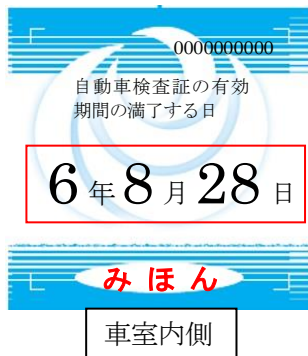 0000000000
自動車検査証の有効
期間の満了する日
6年8月28日
みほん
車室内側